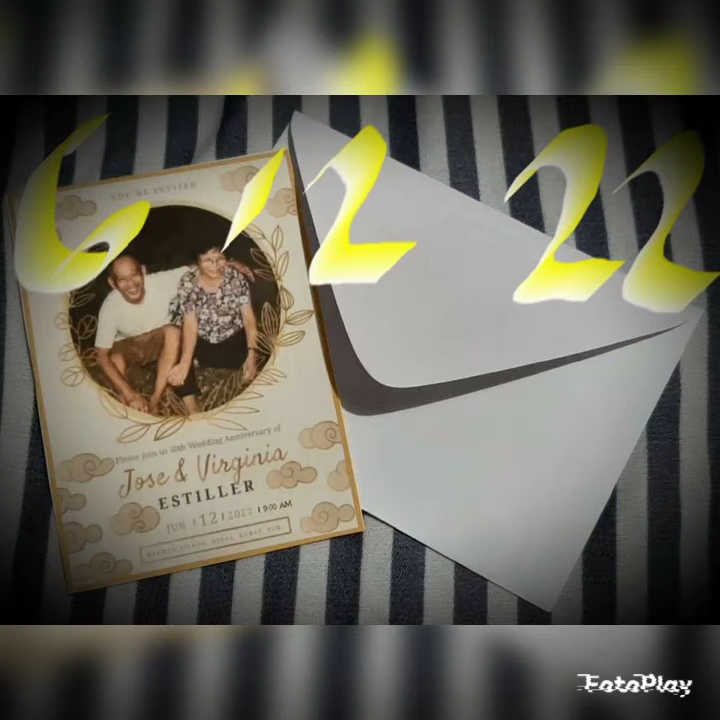 6 12 22
YOU'RE INVITED
Please join us 50th Wedding Anniversary of
Jose & Virginia
ESTILLER
JUN | 12 | 2022 | 9:00 AM
FotoPlay